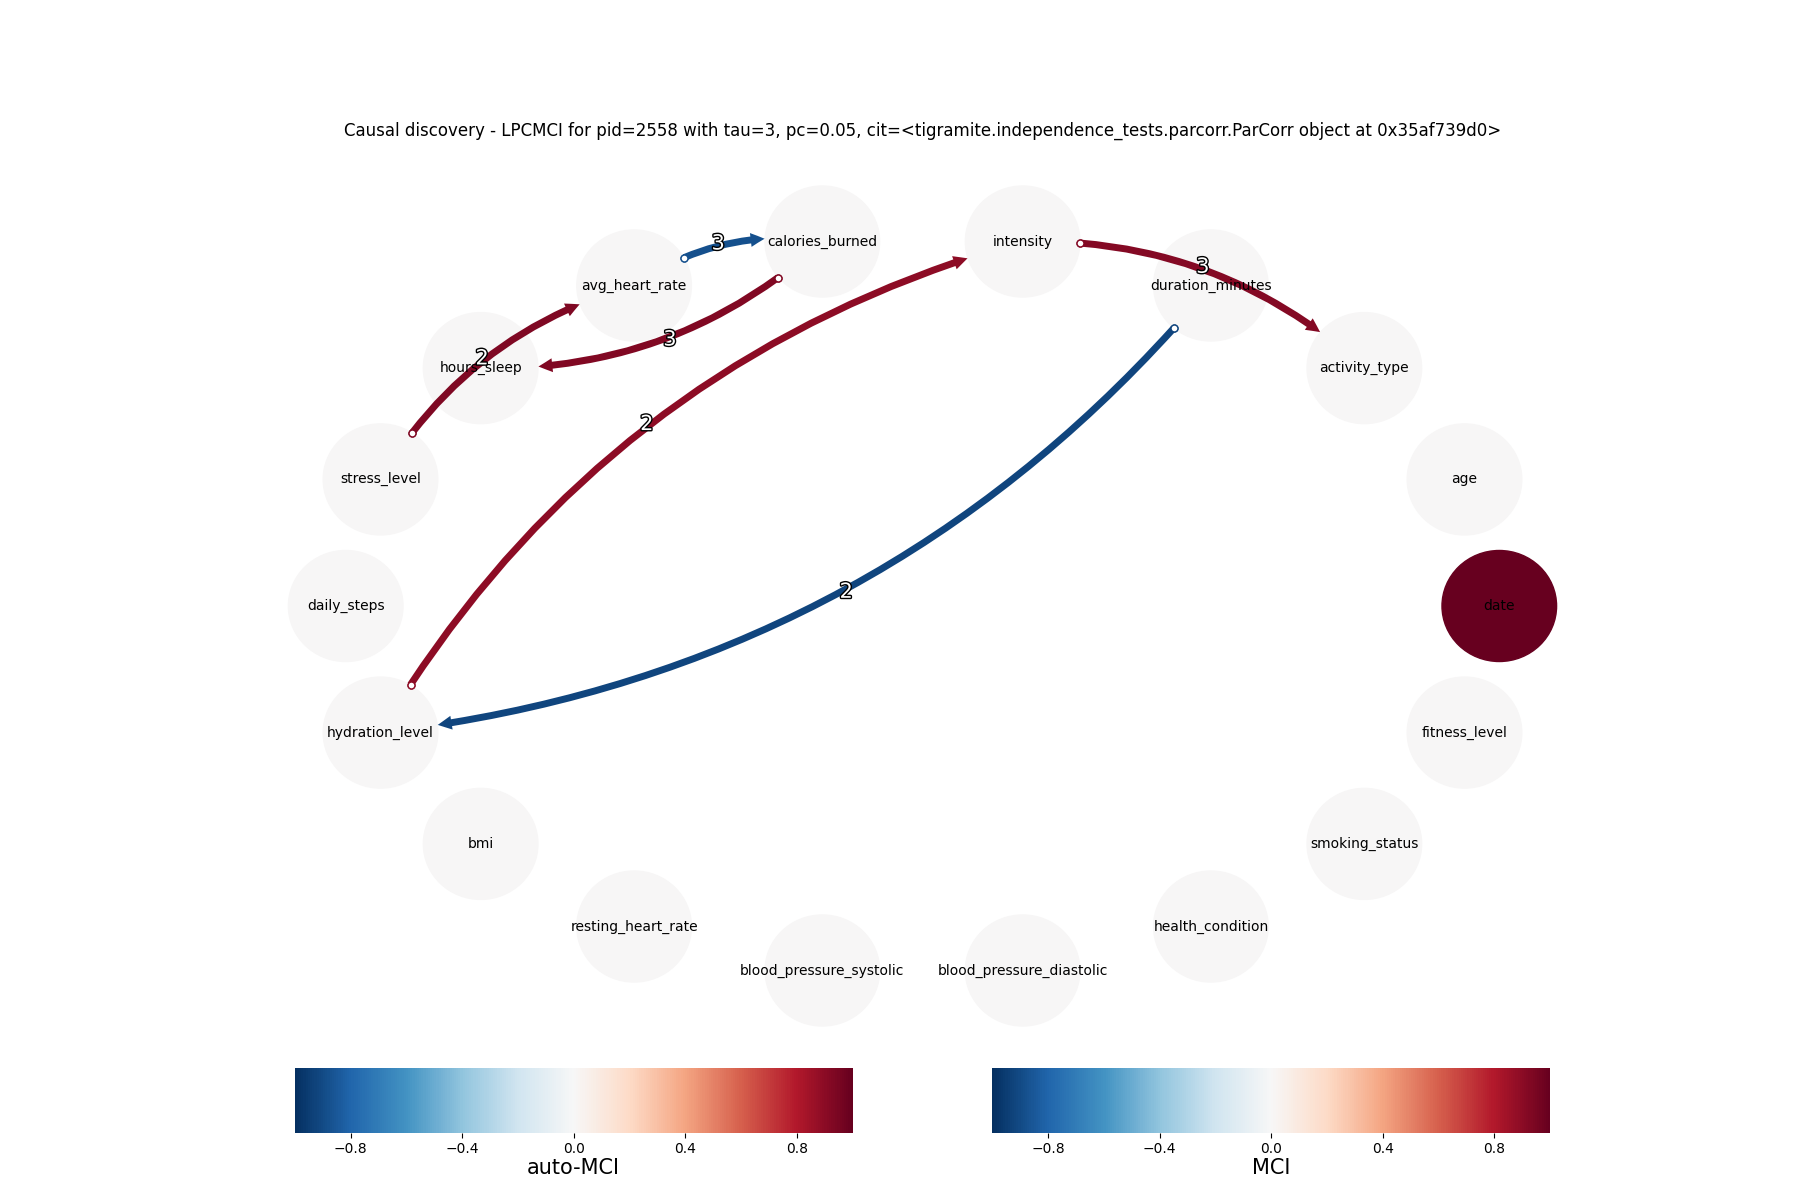 Causal discovery - LPCMCI for pid=2558 with tau=3, pc=0.05, cit=<tigramite.independence_tests.parcorr.ParCorr object at 0x35af739d0>
3
calories_burned
intensity
3
avg_heart_rate
duration_minutes
3
2
hours_sleep
activity_type
2
stress_level
age
2
daily_steps
date
hydration_level
fitness_level
bmi
smoking_status
resting_heart_rate
health_condition
blood_pressure_systolic
blood_pressure_diastolic
−0.8 −0.4 0.0 0.4 0.8
auto-MCI
−0.8 −0.4 0.0 0.4 0.8
MCI